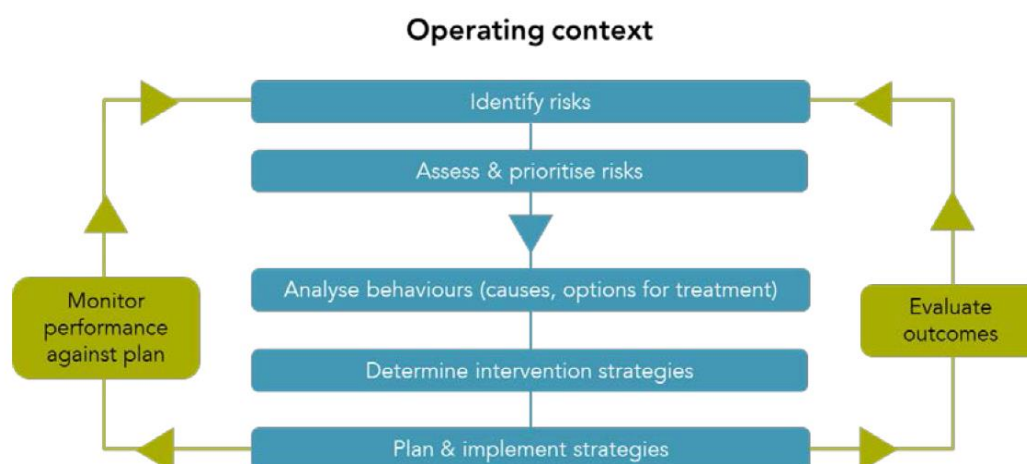 Operating context
Identify risks
Assess & prioritise risks
Analyse behaviours (causes, options for treatment)
Monitor
performance
against plan
Evaluate
outcomes
Determine intervention strategies
Plan & implement strategies